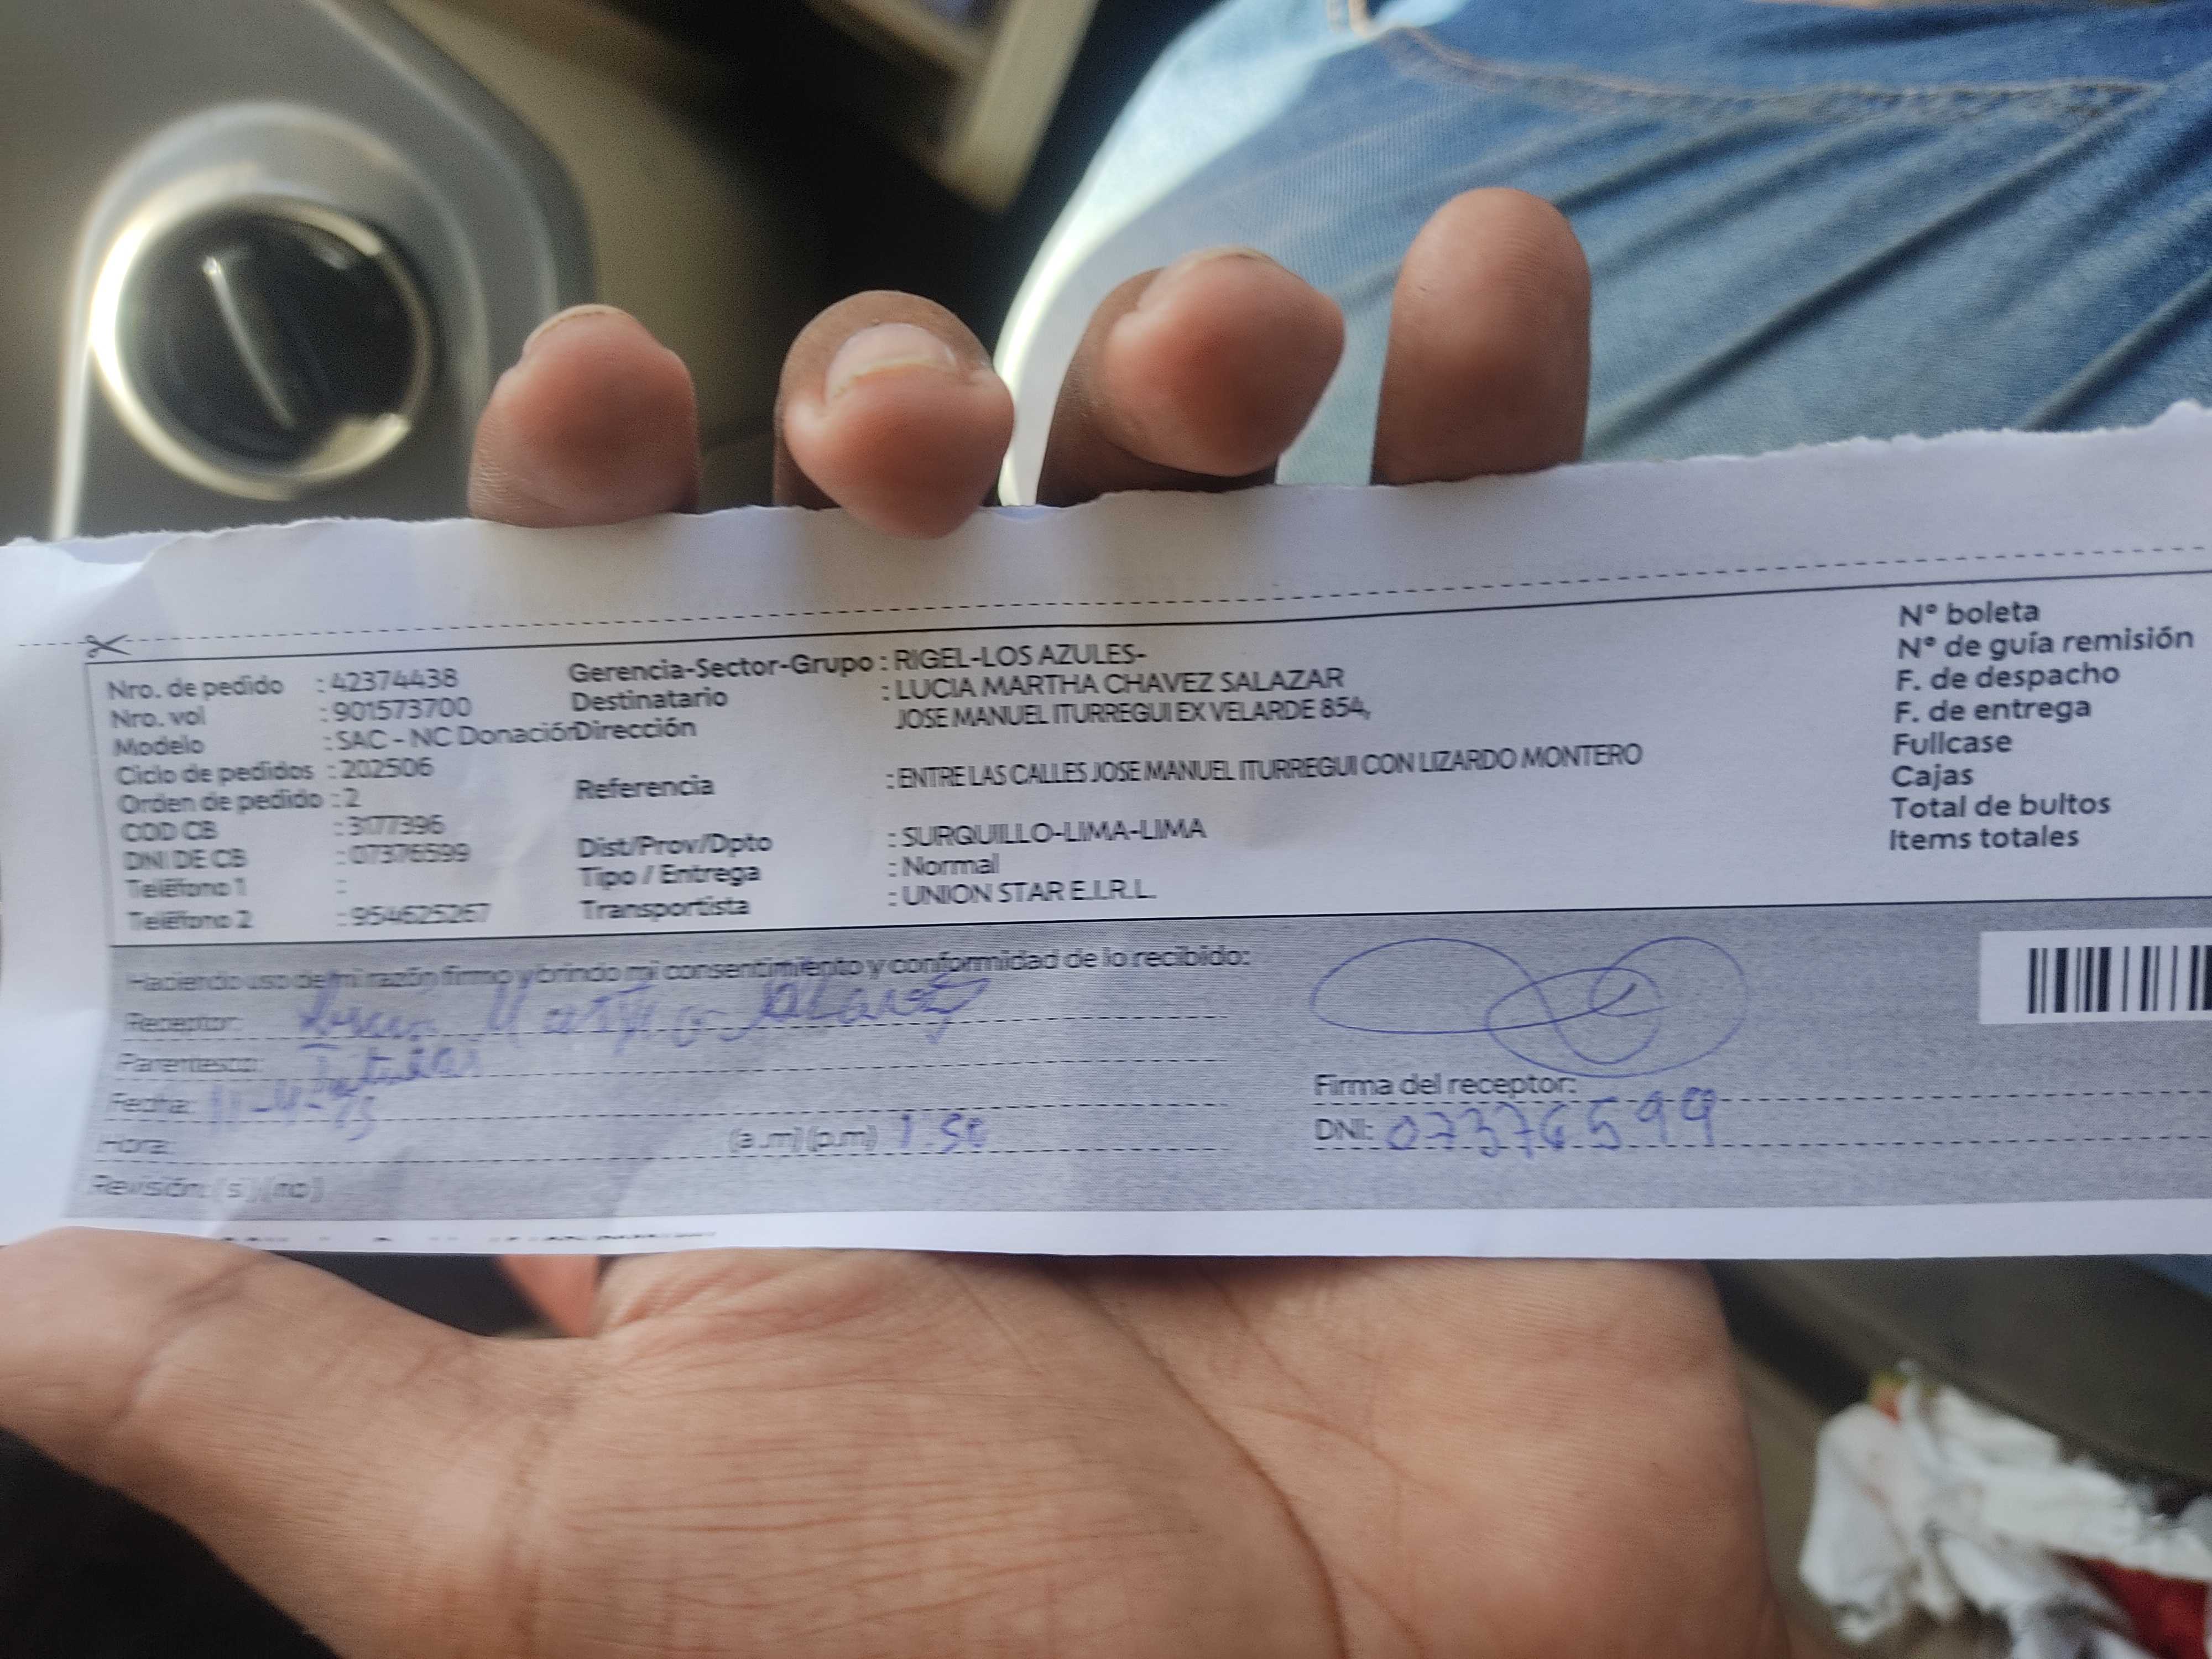 Nro. de pedido : 42374438
Nro. vol : 901573700
Modelo : SAC - NC Donación
Ciclo de pedidos : 202506
Orden de pedido : 2
COD CB : 3177396
DNI DE CB : 07376599
Teléfono 1 :
Teléfono 2 : 954625267
Gerencia-Sector-Grupo : RIGEL-LOS AZULES-
Destinatario : LUCIA MARTHA CHAVEZ SALAZAR
Dirección JOSE MANUEL ITURREGUI EX VELARDE 854,
Referencia : ENTRE LAS CALLES JOSE MANUEL ITURREGUI CON LIZARDO MONTERO
Dist/Prov/Dpto : SURQUILLO-LIMA-LIMA
Tipo / Entrega : Normal
Transportista : UNION STAR E.I.R.L.
N° boleta
N° de guía remisión
F. de despacho
F. de entrega
Fullcase
Cajas
Total de bultos
Items totales
Haciendo uso de mi razón firmo y brindo mi consentimiento y conformidad de lo recibido:
Receptor:
Parentesco: Titular
Fecha:
Hora: (a.m) (p.m) 1.50
Revisión: (si) (no)
Firma del receptor:
DNI: 07376599